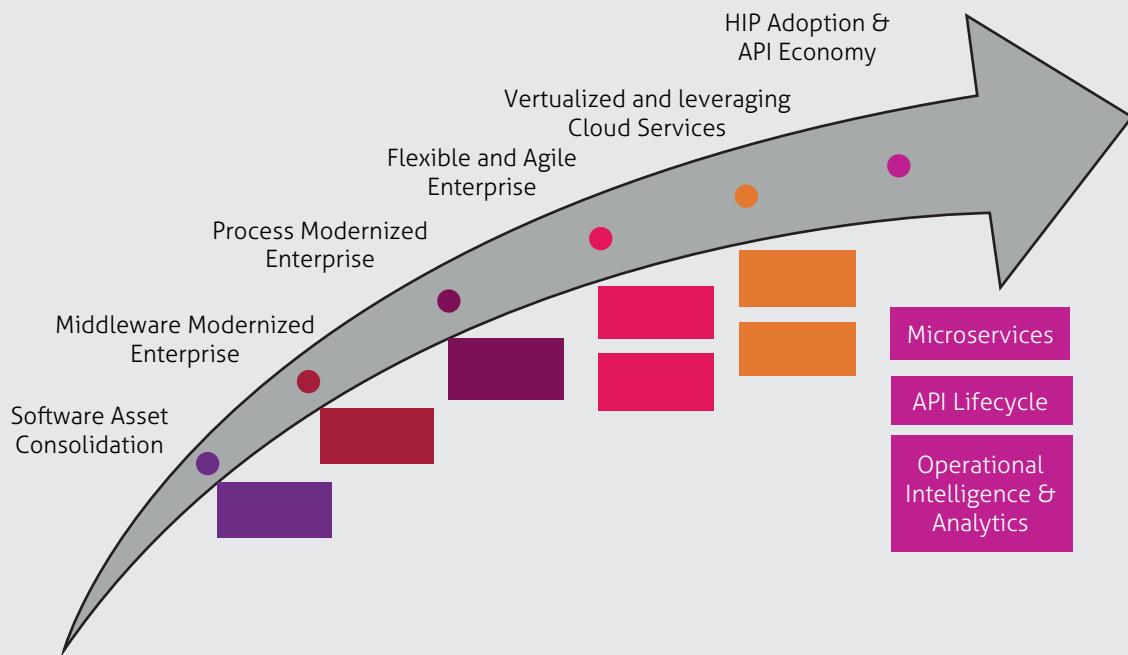 HIP Adoption &
API Economy
Vertualized and leveraging
Cloud Services
Flexible and Agile
Enterprise
Process Modernized
Enterprise
Middleware Modernized
Enterprise
Software Asset
Consolidation
Microservices
API Lifecycle
Operational
Intelligence &
Analytics